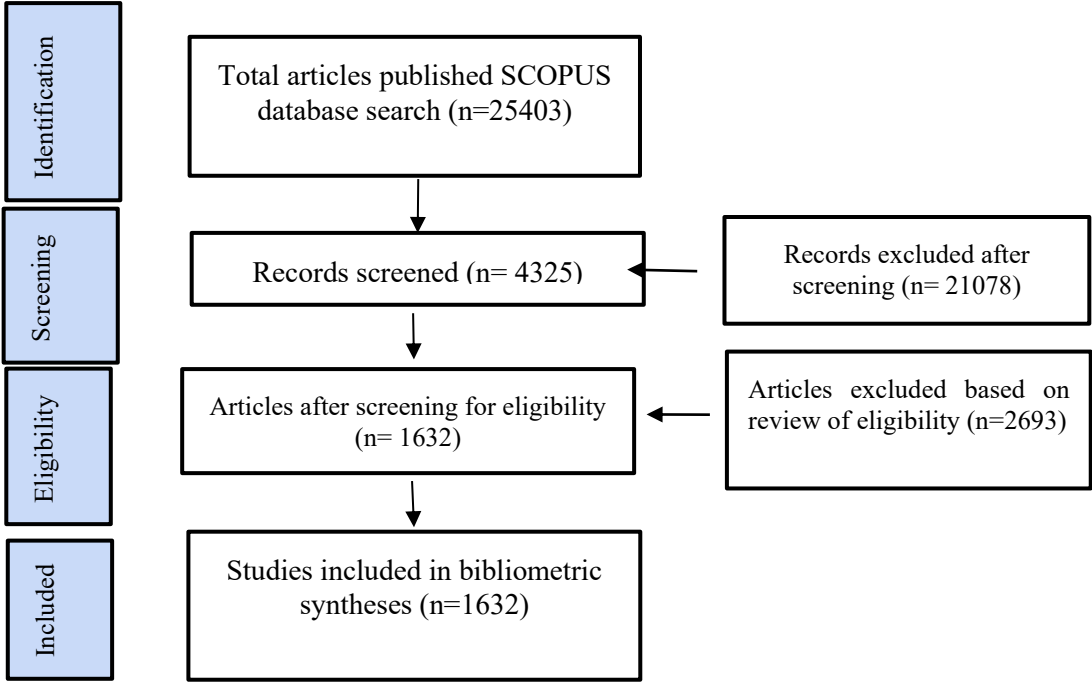 Identification
Total articles published SCOPUS
database search (n=25403)
Screening
Records screened (n= 4325)
Records excluded after
screening (n= 21078)
Eligibility
Articles after screening for eligibility
(n= 1632)
Articles excluded based on
review of eligibility (n=2693)
Included
Studies included in bibliometric
syntheses (n=1632)